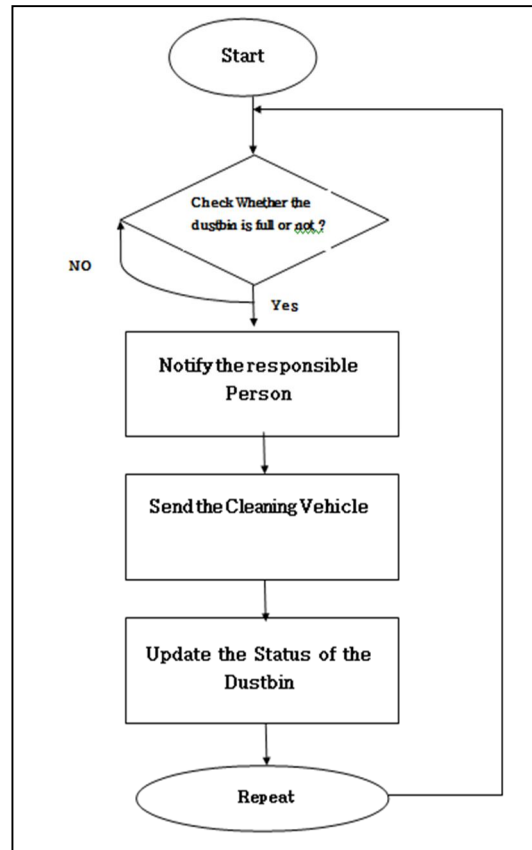 Start
Check Whether the
dustbin is full or not ?
NO
Yes
Notify the responsible
Person
Send the Cleaning Vehicle
Update the Status of the
Dustbin
Repeat